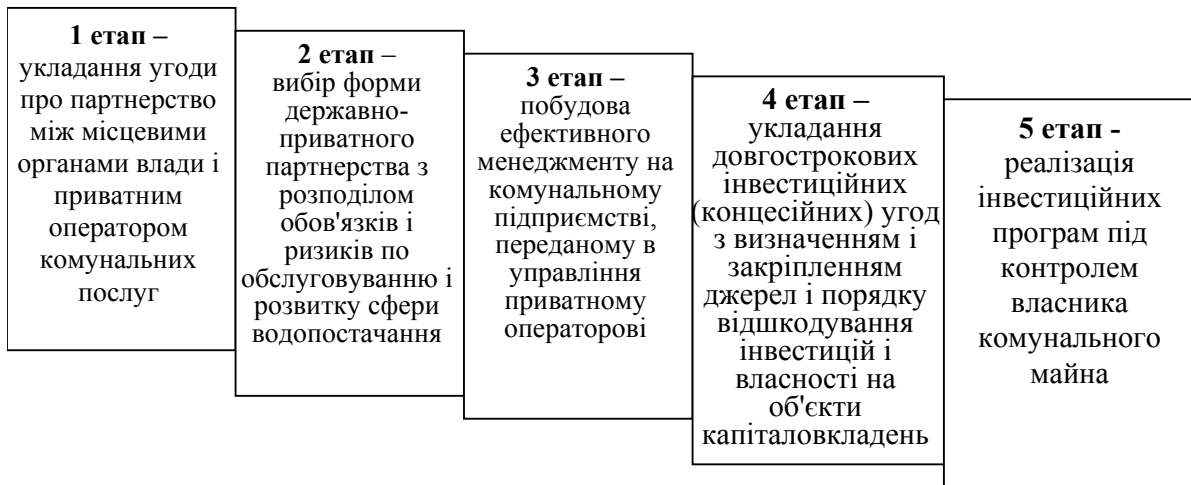 1 етап –
укладання угоди
про партнерство
між місцевими
органами влади і
приватним
оператором
комунальних
послуг
2 етап –
вибір форми
державно-
приватного
партнерства з
розподілом
обов'язків і
ризиків по
обслуговуванню і
розвитку сфери
водопостачання
3 етап –
побудова
ефективного
менеджменту на
комунальному
підприємстві,
переданому в
управління
приватному
операторові
4 етап –
укладання
довгострокових
інвестиційних
(концесійних) угод
з визначенням і
закріпленням
джерел і порядку
відшкодування
інвестицій і
власності на
об'єкти
капіталовкладень
5 етап -
реалізація
інвестиційних
програм під
контролем
власника
комунального
майна